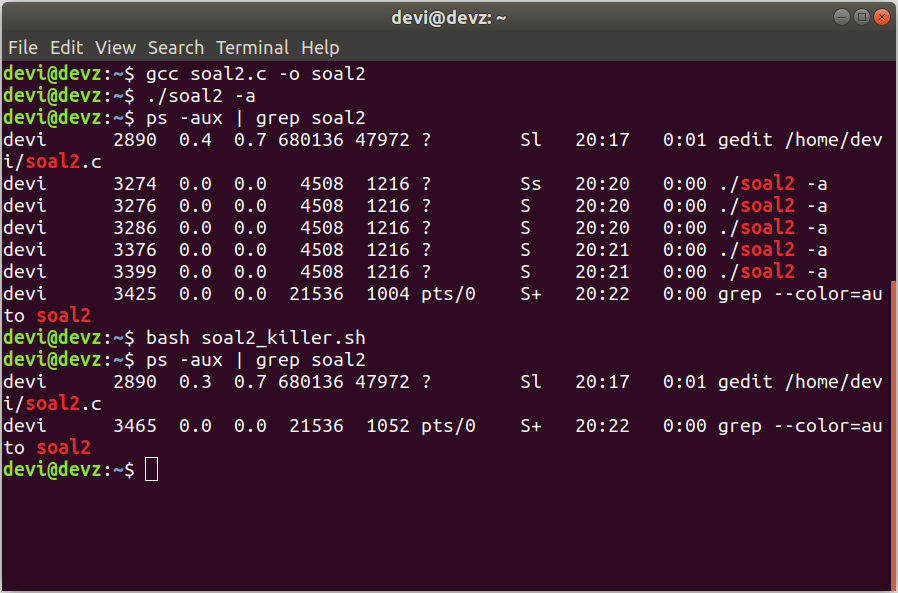 devi@devz: ~
File Edit View Search Terminal Help
devi@devz:~$ gcc soal2.c -o soal2
devi@devz:~$ ./soal2 -a
devi@devz:~$ ps -aux | grep soal2
devi      2890  0.4  0.7 680136 47972 ?        Sl   20:17   0:01 gedit /home/dev
i/soal2.c
devi      3274  0.0  0.0   4508  1216 ?        Ss   20:20   0:00 ./soal2 -a
devi      3276  0.0  0.0   4508  1216 ?        S    20:20   0:00 ./soal2 -a
devi      3286  0.0  0.0   4508  1216 ?        S    20:20   0:00 ./soal2 -a
devi      3376  0.0  0.0   4508  1216 ?        S    20:21   0:00 ./soal2 -a
devi      3399  0.0  0.0   4508  1216 ?        S    20:21   0:00 ./soal2 -a
devi      3425  0.0  0.0  21536  1004 pts/0    S+   20:22   0:00 grep --color=au
to soal2
devi@devz:~$ bash soal2_killer.sh
devi@devz:~$ ps -aux | grep soal2
devi      2890  0.3  0.7 680136 47972 ?        Sl   20:17   0:01 gedit /home/dev
i/soal2.c
devi      3465  0.0  0.0  21536  1052 pts/0    S+   20:22   0:00 grep --color=au
to soal2
devi@devz:~$